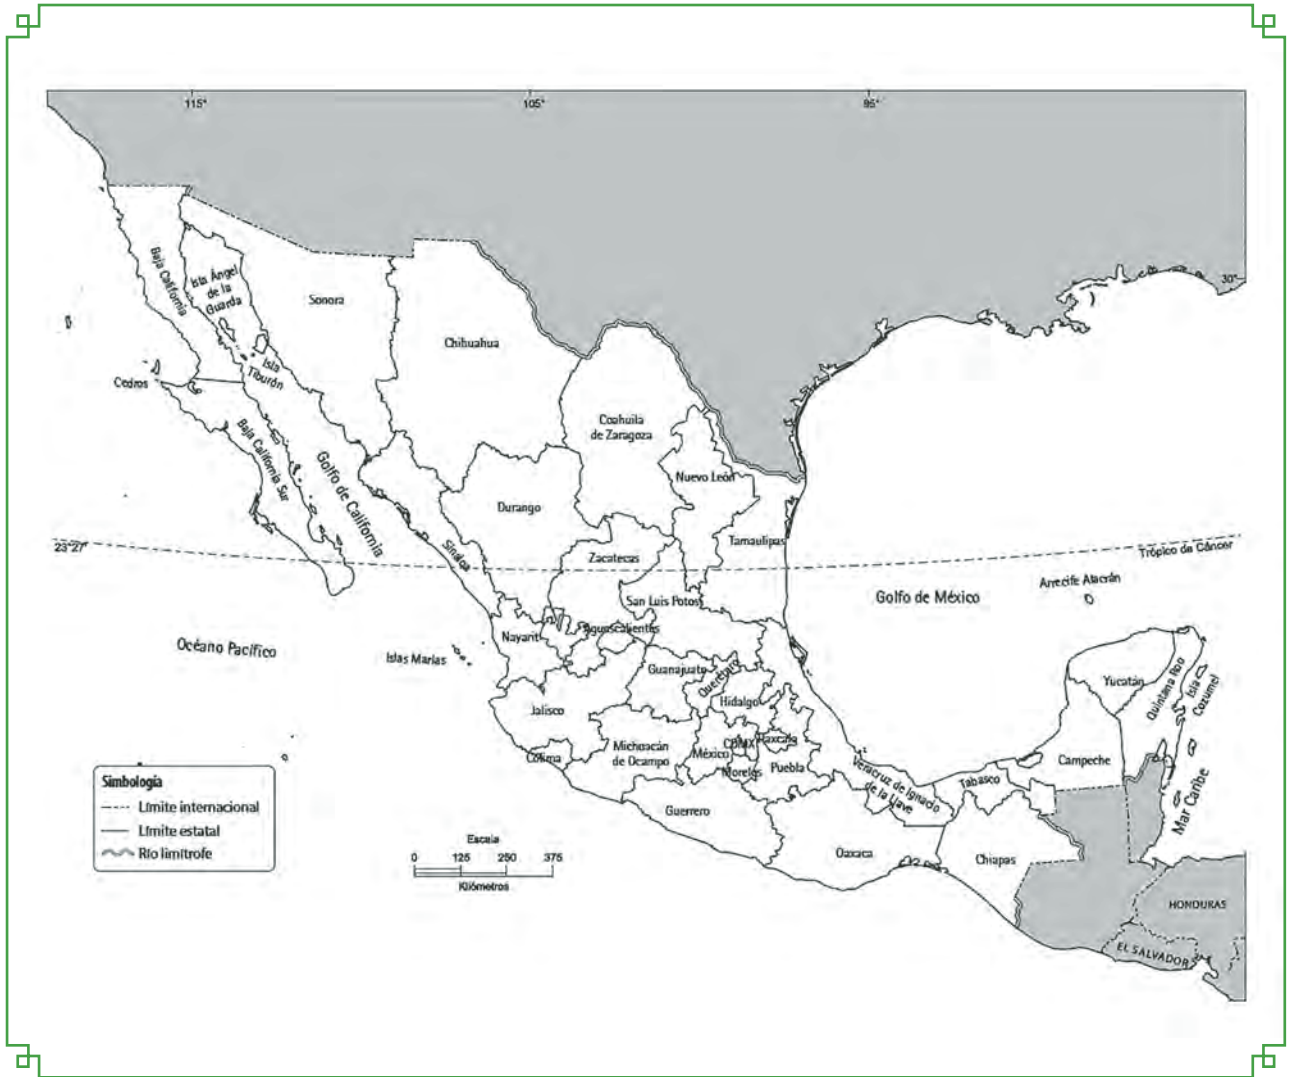 115°
105°
95°
30°
Baja California
Isla Ángel
de la
Guarda
Sonora
Chihuahua
Isla
Tiburón
Cedros
Coahuila
de Zaragoza
Baja California Sur
Golfo de California
Nuevo León
Durango
Tamaulipas
23°27'
Trópico de Cáncer
Sinaloa
Zacatecas
Arrecife Alacrán
San Luis Potosí
Golfo de México
Nayarit
Aguascalientes
Océano Pacífico
Islas Marías
Guanajuato
Querétaro
Yucatán
Quintana Roo
Isla
Cozumel
Hidalgo
Jalisco
Michoacán
de Ocampo
México
CDMX
Tlaxcala
Colima
Morelos
Puebla
Veracruz de Ignacio
de la Llave
Tabasco
Campeche
Mar Caribe
Simbología
Límite internacional
Límite estatal
Río limítrofe
Guerrero
Escala
0 125 250 375
Kilómetros
Oaxaca
Chiapas
HONDURAS
EL SALVADOR